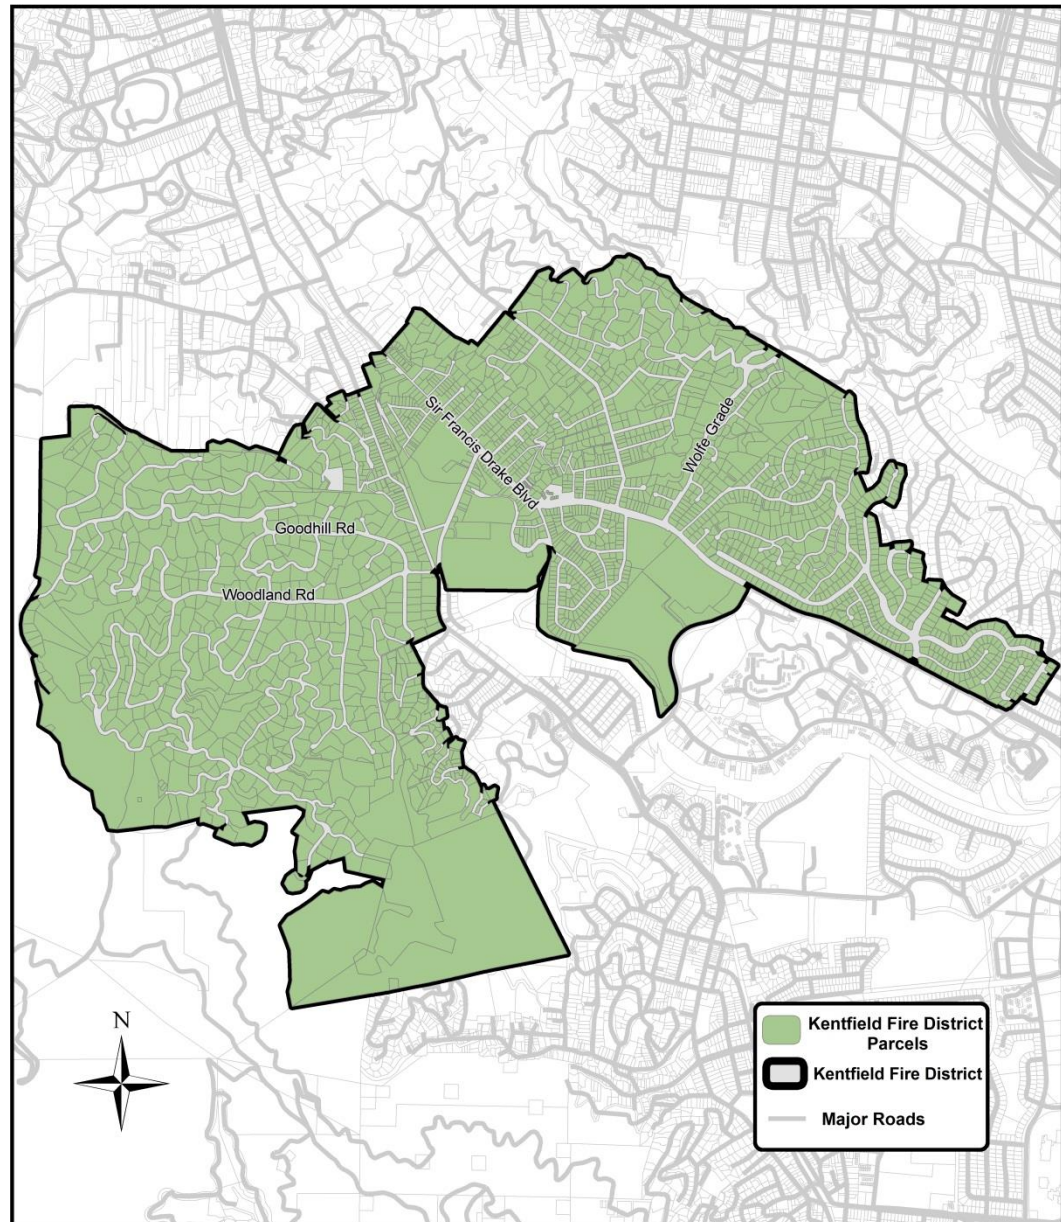 Sir Francis Drake Blvd
Wolfe Grade
Goodhill Rd
Woodland Rd
N
Kentfield Fire District
Parcels
Kentfield Fire District
Major Roads